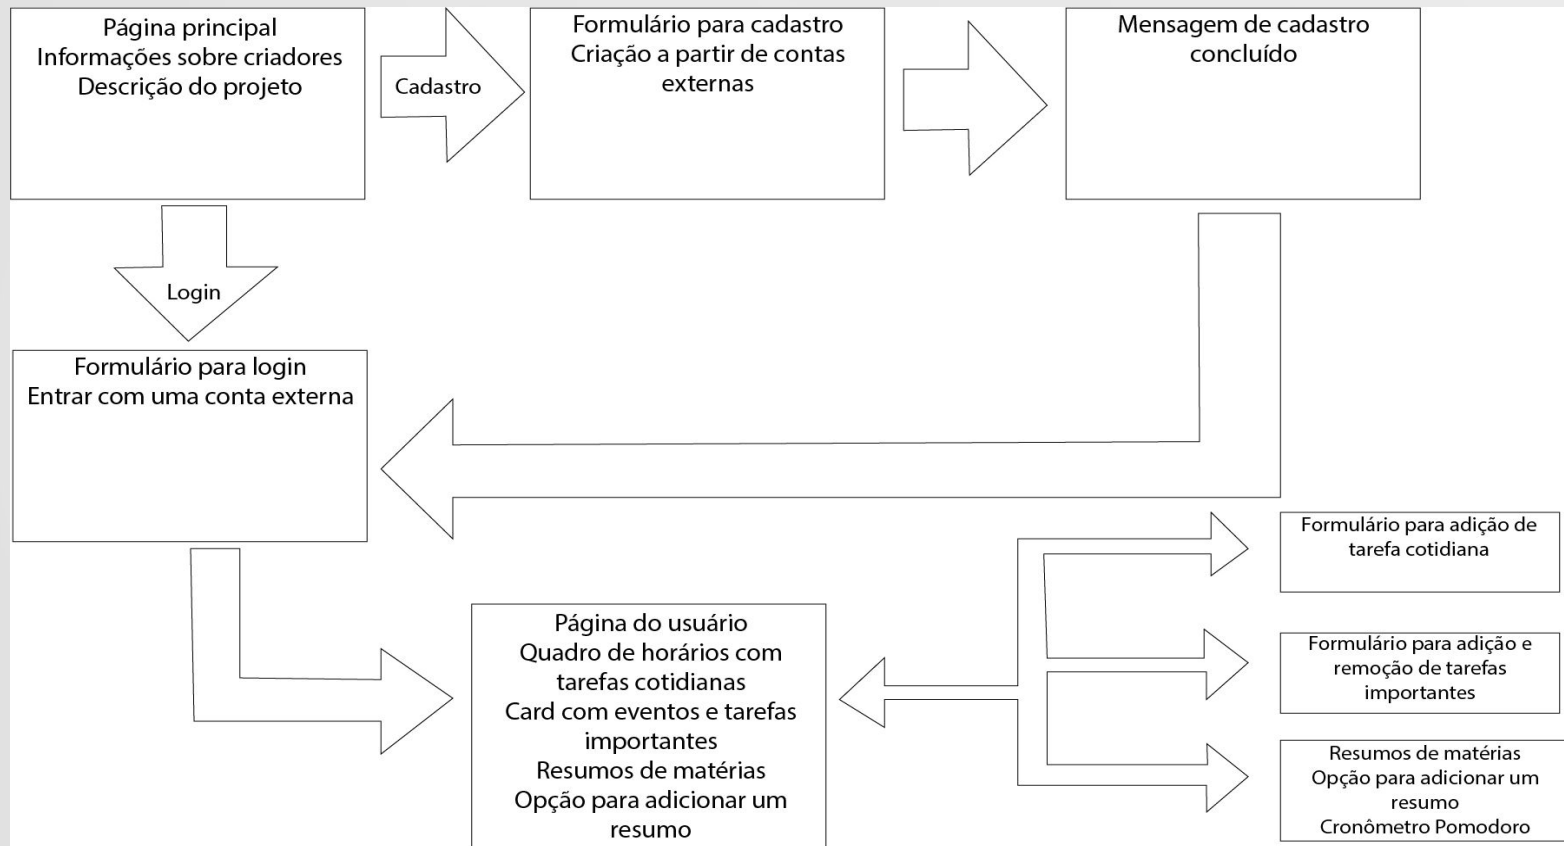 Página principal
Informações sobre criadores
Descrição do projeto
Cadastro
Formulário para cadastro
Criação a partir de contas
externas
Mensagem de cadastro
concluído
Login
Formulário para login
Entrar com uma conta externa
Página do usuário
Quadro de horários com
tarefas cotidianas
Card com eventos e tarefas
importantes
Resumos de matérias
Opção para adicionar um
resumo
Formulário para adição de
tarefa cotidiana
Formulário para adição e
remoção de tarefas
importantes
Resumos de matérias
Opção para adicionar um
resumo
Cronômetro Pomodoro